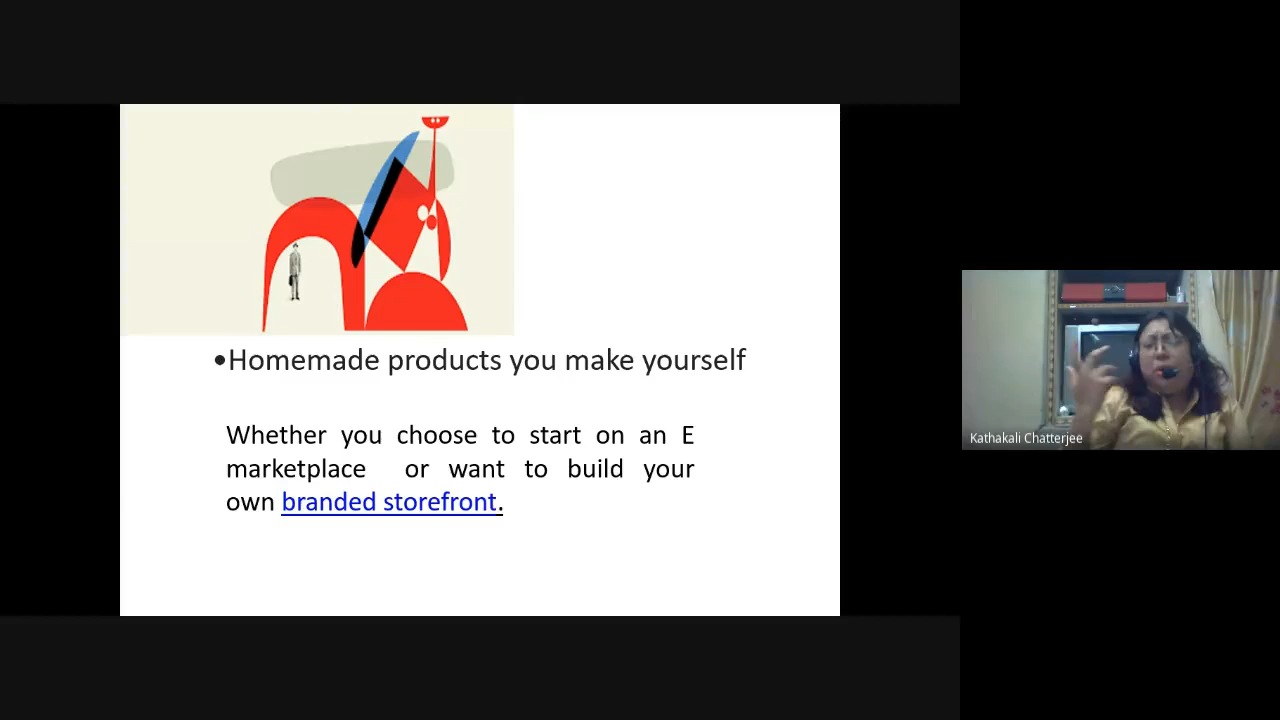 •Homemade products you make yourself
Whether you choose to start on an E
marketplace or want to build your
own branded storefront.
Kathakali Chatterjee